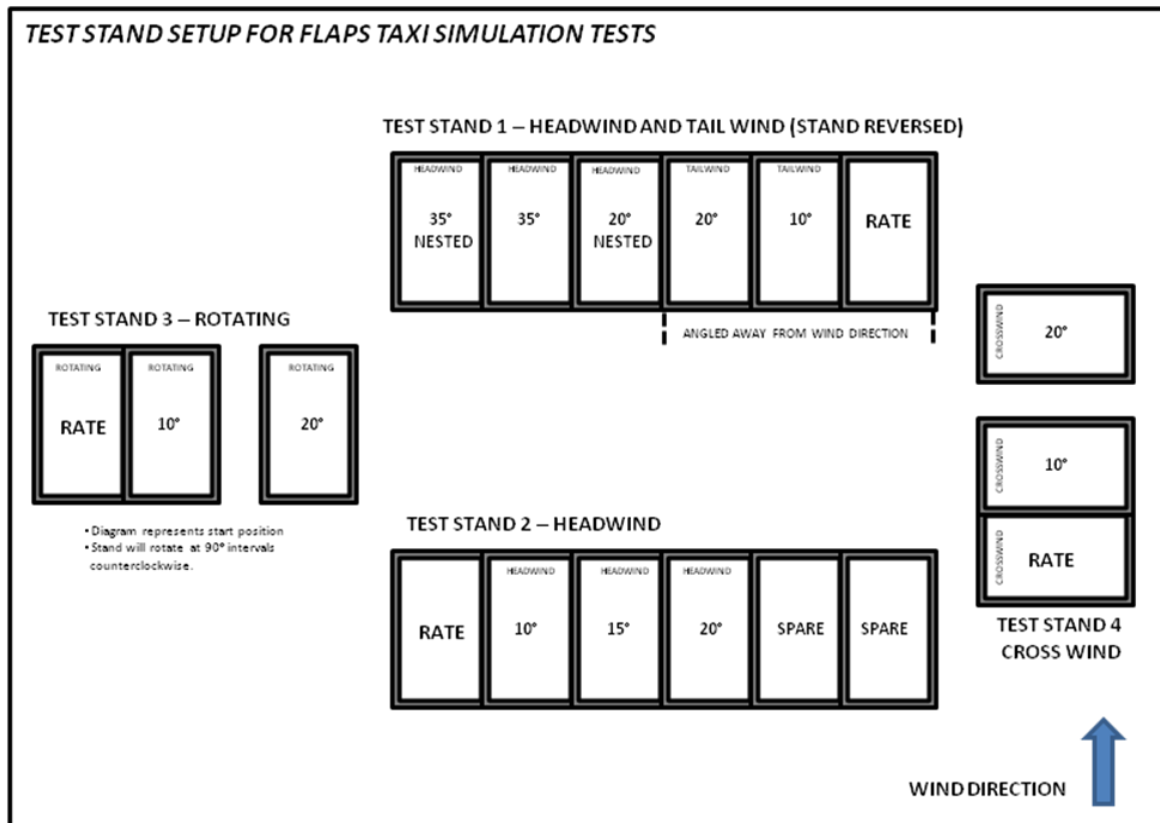 TEST STAND SETUP FOR FLAPS TAXI SIMULATION TESTS
TEST STAND 1 – HEADWIND AND TAIL WIND (STAND REVERSED)
HEADWIND
35°
NESTED
HEADWIND
35°
HEADWIND
20°
NESTED
TAILWIND
20°
TAILWIND
10°
RATE
ANGLED AWAY FROM WIND DIRECTION
TEST STAND 3 – ROTATING
ROTATING
RATE
ROTATING
10°
ROTATING
20°
• Diagram represents start position
• Stand will rotate at 90° intervals
counterclockwise.
TEST STAND 2 – HEADWIND
RATE
HEADWIND
10°
HEADWIND
15°
HEADWIND
20°
SPARE
SPARE
CROSSWIND
20°
CROSSWIND
10°
CROSSWIND
RATE
TEST STAND 4
CROSS WIND
WIND DIRECTION